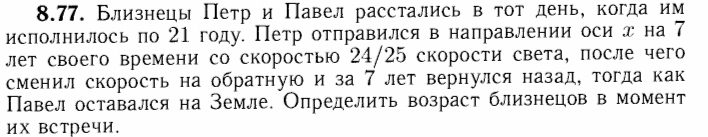 8.77. Близнецы Петр и Павел расстались в тот день, когда им
исполнилось по 21 году. Петр отправился в направлении оси x на 7
лет своего времени со скоростью 24/25 скорости света, после чего
сменил скорость на обратную и за 7 лет вернулся назад, тогда как
Павел оставался на Земле. Определить возраст близнецов в момент
их встречи.